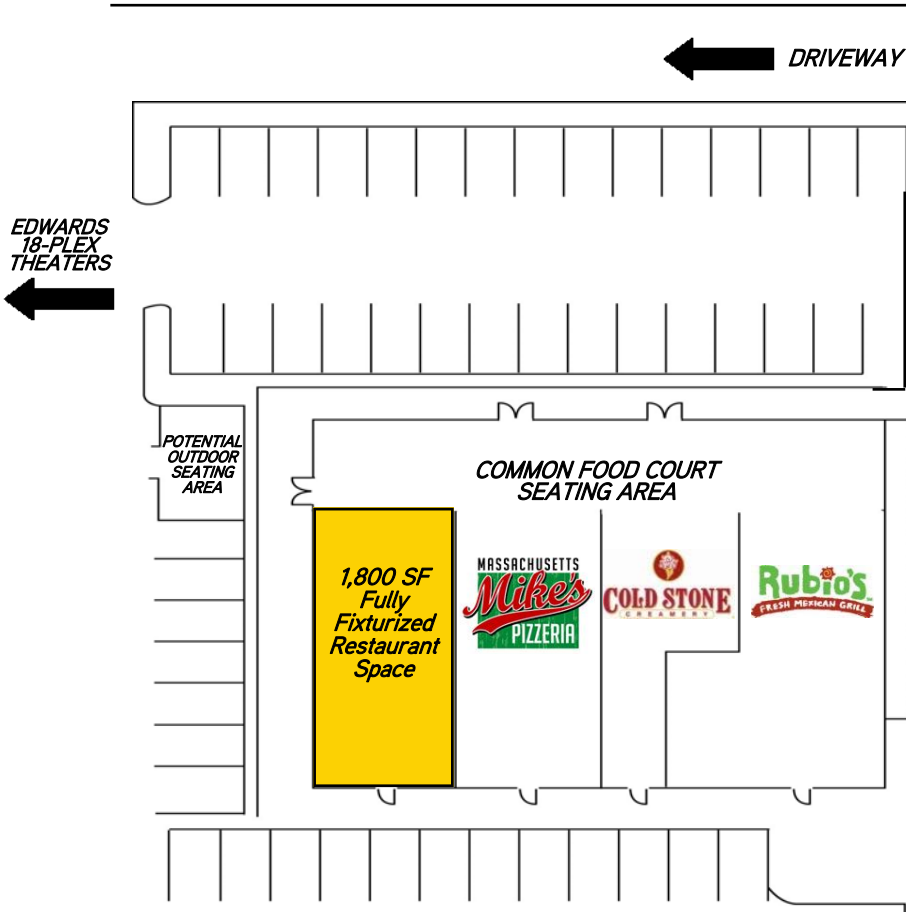 DRIVEWAY
EDWARDS
18-PLEX
THEATERS
POTENTIAL
OUTDOOR
SEATING
AREA
COMMON FOOD COURT
SEATING AREA
1,800 SF
Fully
Fixturized
Restaurant
Space
MASSACHUSETTS
Mike's
PIZZERIA
COLD STONE
CREAMERY
Rubio's
FRESH MEXICAN GRILL